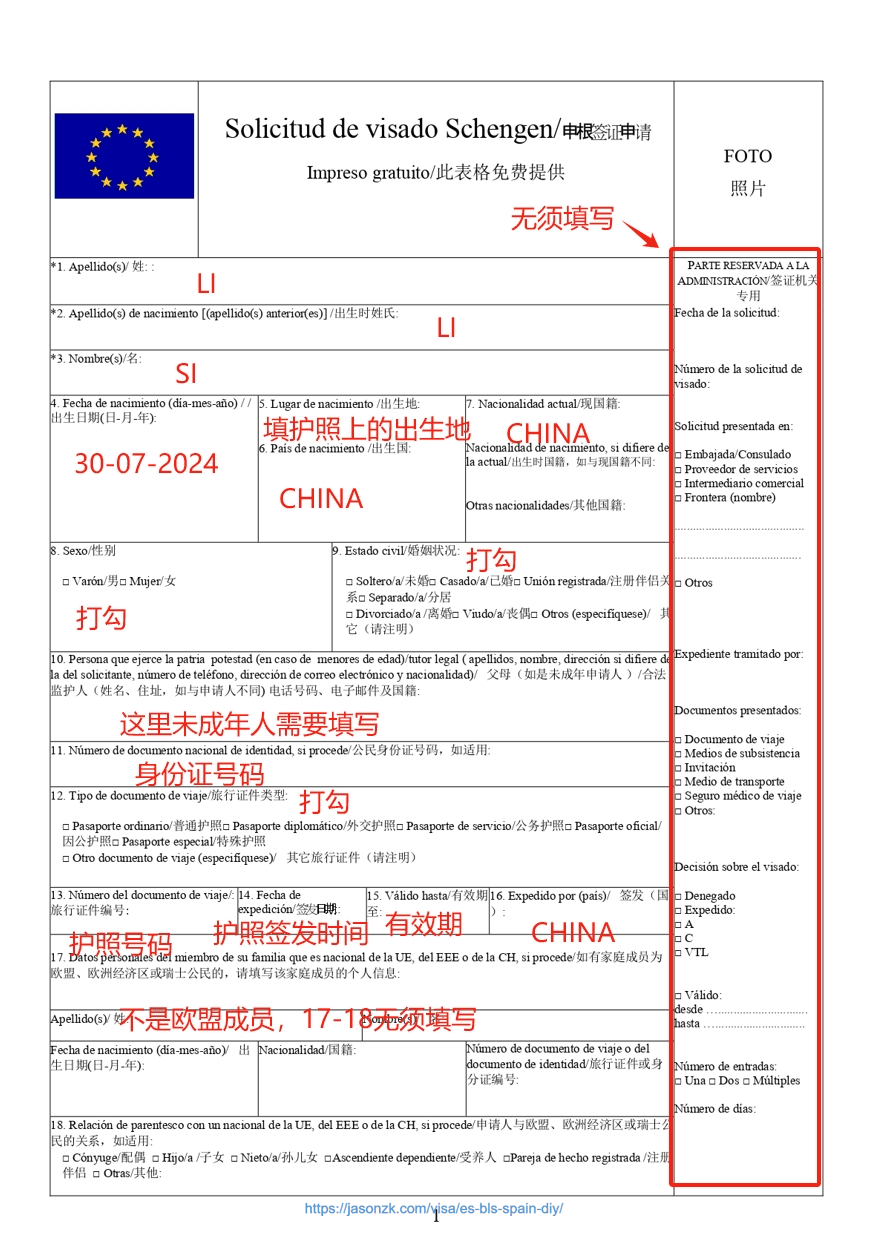 Solicitud de visado Schengen/申根签证申请
Impreso gratuito/此表格免费提供
FOTO
照片
无须填写
*1. Apellido(s)/ 姓: :
LI
*2. Apellido(s) de nacimiento [(apellido(s) anterior(es)] /出生时姓氏:
LI
*3. Nombre(s)/名:
SI
4. Fecha de nacimiento (día-mes-año) / /
出生日期(日-月-年):
30-07-2024
5. Lugar de nacimiento /出生地:
填护照上的出生地
6. País de nacimiento /出生国:
CHINA
7. Nacionalidad actual/现国籍:
CHINA
Nacionalidad de nacimiento, si difiere de
la actual/出生时国籍，如与现国籍不同:
Otras nacionalidades/其他国籍:
8. Sexo/性别
□ Varón/男□ Mujer/女
打勾
9. Estado civil/婚姻状况:
打勾
□ Soltero/a/未婚□ Casado/a/已婚□ Unión registrada/注册伴侣关
系□ Separado/a/分居
□ Divorciado/a /离婚□ Viudo/a/丧偶□ Otros (especifíquese)/ 其
它（请注明）
10. Persona que ejerce la patria potestad (en caso de menores de edad)/tutor legal ( apellidos, nombre, dirección si difiere de
la del solicitante, número de teléfono, dirección de correo electrónico y nacionalidad)/ 父母（如是未成年申请人 ）/合法
监护人（姓名、住址，如与申请人不同) 电话号码、电子邮件及国籍:
这里未成年人需要填写
11. Número de documento nacional de identidad, si procede/公民身份证号码，如适用:
身份证号码
12. Tipo de documento de viaje/旅行证件类型:
打勾
□ Pasaporte ordinario/普通护照□ Pasaporte diplomático/外交护照□ Pasaporte de servicio/公务护照□ Pasaporte oficial/
因公护照□ Pasaporte especial/特殊护照
□ Otro documento de viaje (especifíquese)/ 其它旅行证件（请注明）
13. Número del documento de viaje/:
旅行证件编号:
护照号码
14. Fecha de
expedición/签发日期:
护照签发时间
15. Válido hasta/有效期
至:
有效期
16. Expedido por (país)/ 签发（国
）:
CHINA
17. Datos personales del miembro de su familia que es nacional de la UE, del EEE o de la CH, si procede/如有家庭成员为
欧盟、欧洲经济区或瑞士公民的，请填写该家庭成员的个人信息:
Apellido(s)/ 姓:
Nombre(s)
不是欧盟成员，17-18无须填写
Fecha de nacimiento (día-mes-año)/ 出
生日期(日-月-年):
Nacionalidad/国籍:
Número de documento de viaje o del
documento de identidad/旅行证件或身
分证编号:
18. Relación de parentesco con un nacional de la UE, del EEE o de la CH, si procede/申请人与欧盟、欧洲经济区或瑞士公
民的关系，如适用:
□ Cónyuge/配偶 □ Hijo/a /子女 □ Nieto/a/孙儿女 □Ascendiente dependiente/受养人 □Pareja de hecho registrada /注册
伴侣 □ Otras/其他:
PARTE RESERVADA A LA
ADMINISTRACIÓN/签证机关
专用
Fecha de la solicitud:
Número de la solicitud de
visado:
Solicitud presentada en:
□ Embajada/Consulado
□ Proveedor de servicios
□ Intermediario comercial
□ Frontera (nombre)
□ Otros
Expediente tramitado por:
Documentos presentados:
□ Documento de viaje
□ Medios de subsistencia
□ Invitación
□ Medio de transporte
□ Seguro médico de viaje
□ Otros:
Decisión sobre el visado:
□ Denegado
□ Expedido:
□ A
□ C
□ VTL
□ Válido:
desde ….............................
hasta ….............................
Número de entradas:
□ Una □ Dos □ Múltiples
Número de días:
https://jasonzk.com/visa/es-bls-spain-diy/
1